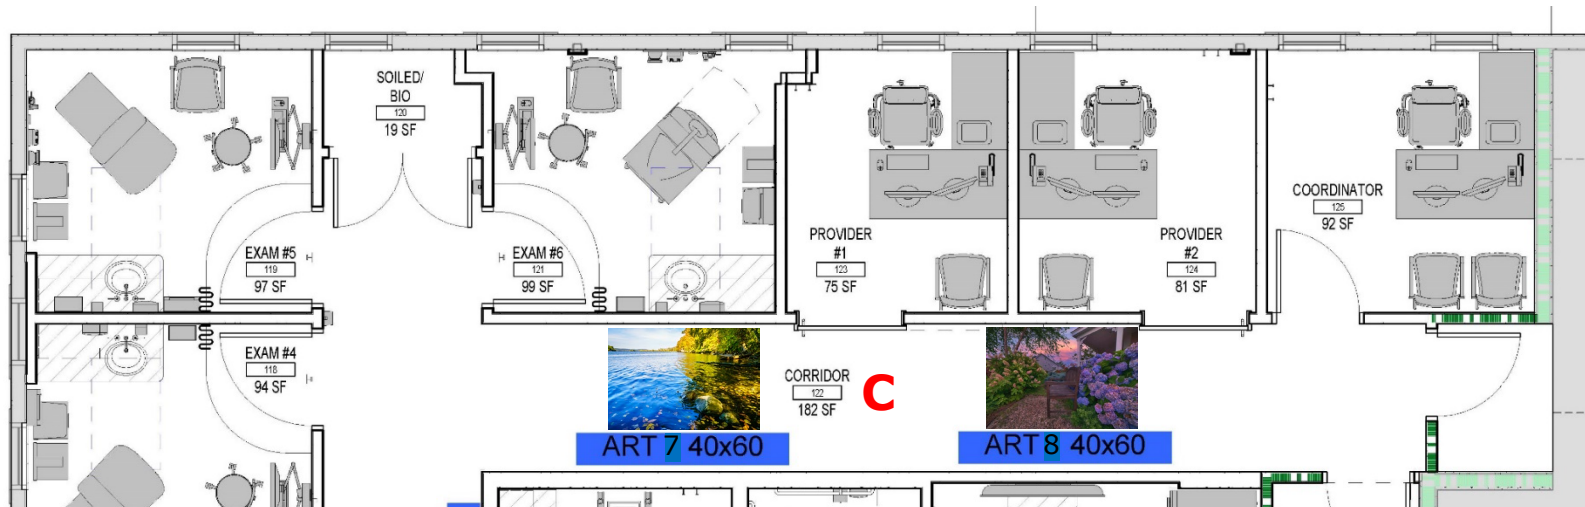 SOILED/
BIO
120
19 SF
EXAM #5
119
97 SF
EXAM #6
121
99 SF
PROVIDER
#1
123
75 SF
PROVIDER
#2
124
81 SF
COORDINATOR
125
92 SF
EXAM #4
118
94 SF
CORRIDOR
122
182 SF
C
ART 7 40x60
ART 8 40x60